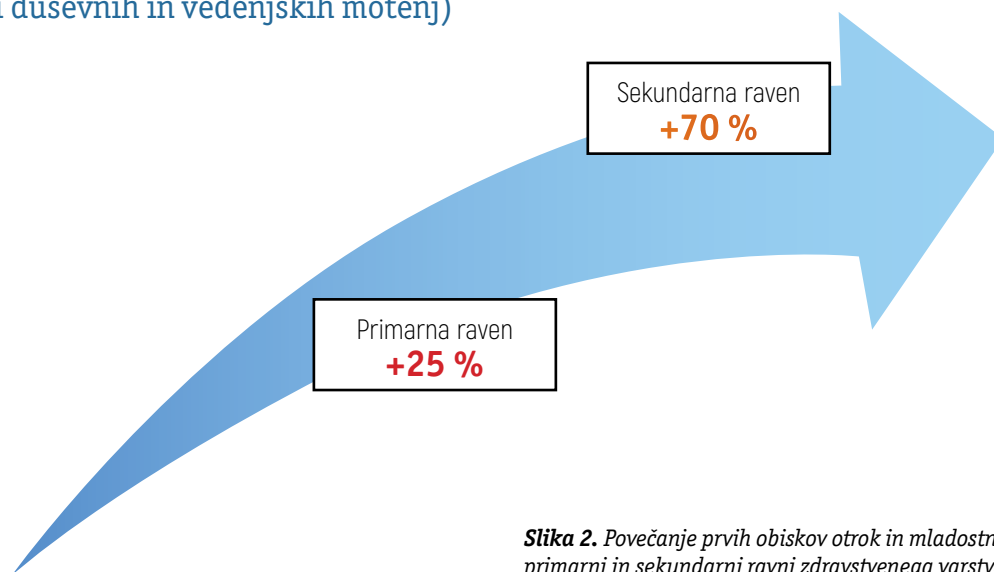 i duševnih in vedenjskih motenj)
Sekundarna raven
+70 %
Primarna raven
+25 %
Slika 2. Povečanje prvih obiskov otrok in mladostn
primarni in sekundarni ravni zdravstvenega varstv